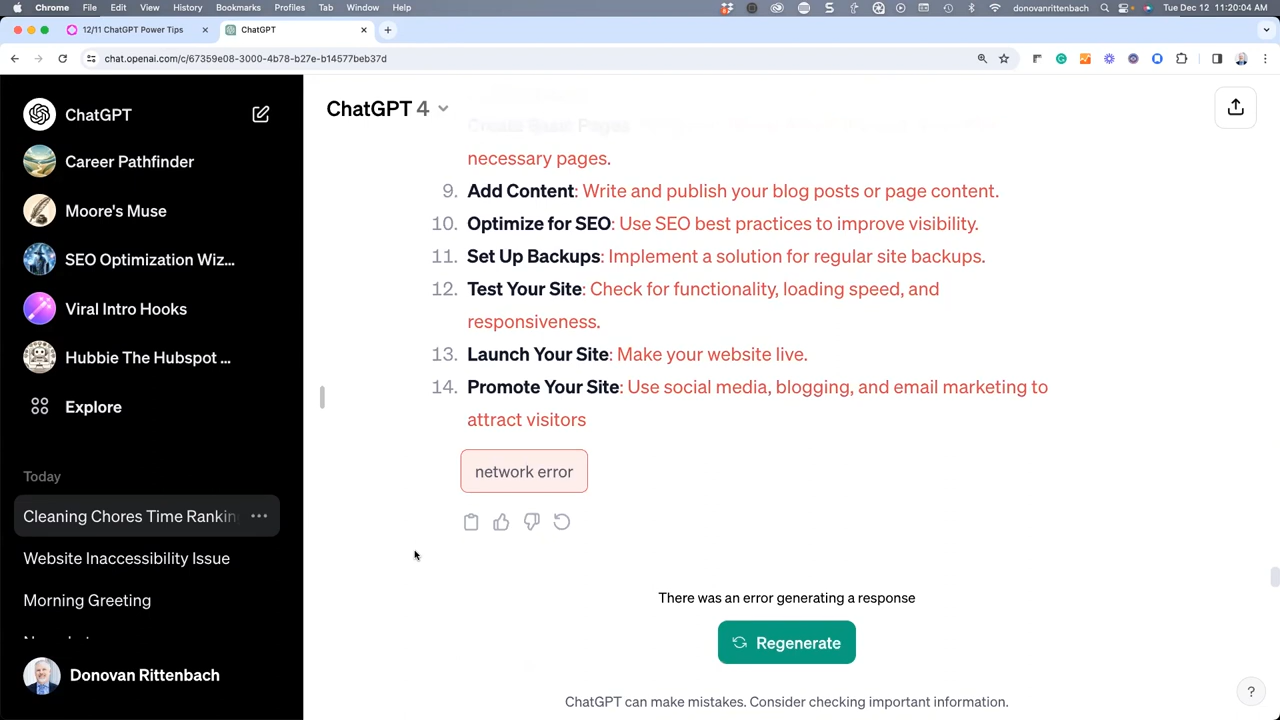 Chrome File Edit View History Bookmarks Profiles Tab Window Help donovanrittenbach Tue Dec 12 11:20:04 AM
12/11 ChatGPT Power Tips
ChatGPT
chat.openai.com/c/67359e08-3000-4b78-b27e-b14577beb37d
ChatGPT
Career Pathfinder
Moore's Muse
SEO Optimization Wiz...
Viral Intro Hooks
Hubbie The Hubspot ...
Explore
Today
Cleaning Chores Time Rankin
Website Inaccessibility Issue
Morning Greeting
Donovan Rittenbach
ChatGPT 4
Create Basic Pages
necessary pages.
9. Add Content: Write and publish your blog posts or page content.
10. Optimize for SEO: Use SEO best practices to improve visibility.
11. Set Up Backups: Implement a solution for regular site backups.
12. Test Your Site: Check for functionality, loading speed, and
responsiveness.
13. Launch Your Site: Make your website live.
14. Promote Your Site: Use social media, blogging, and email marketing to
attract visitors
network error
There was an error generating a response
Regenerate
ChatGPT can make mistakes. Consider checking important information.
?